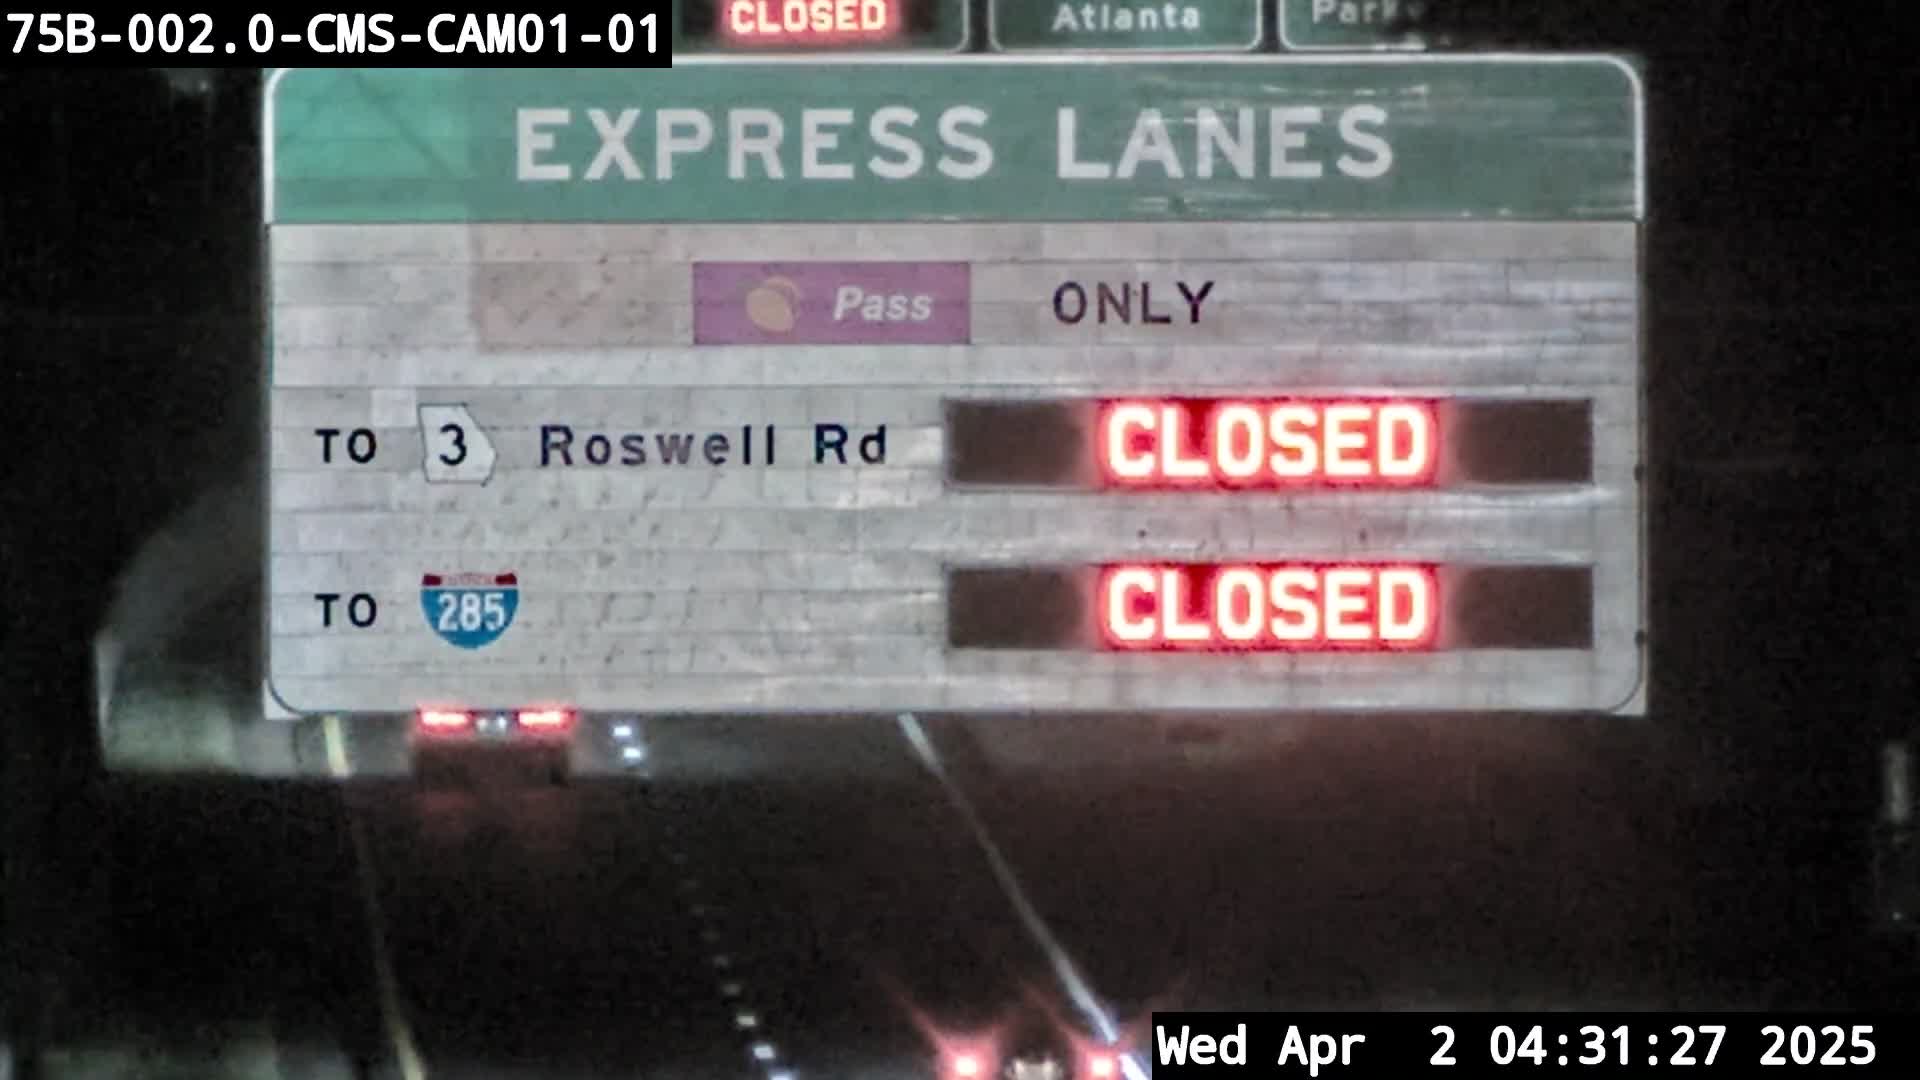 75B-002.0-CMS-CAM01-01
CLOSED
Atlanta
EXPRESS LANES
Pass ONLY
TO 3 Roswell Rd CLOSED
TO 285 CLOSED
Wed Apr 2 04:31:27 2025